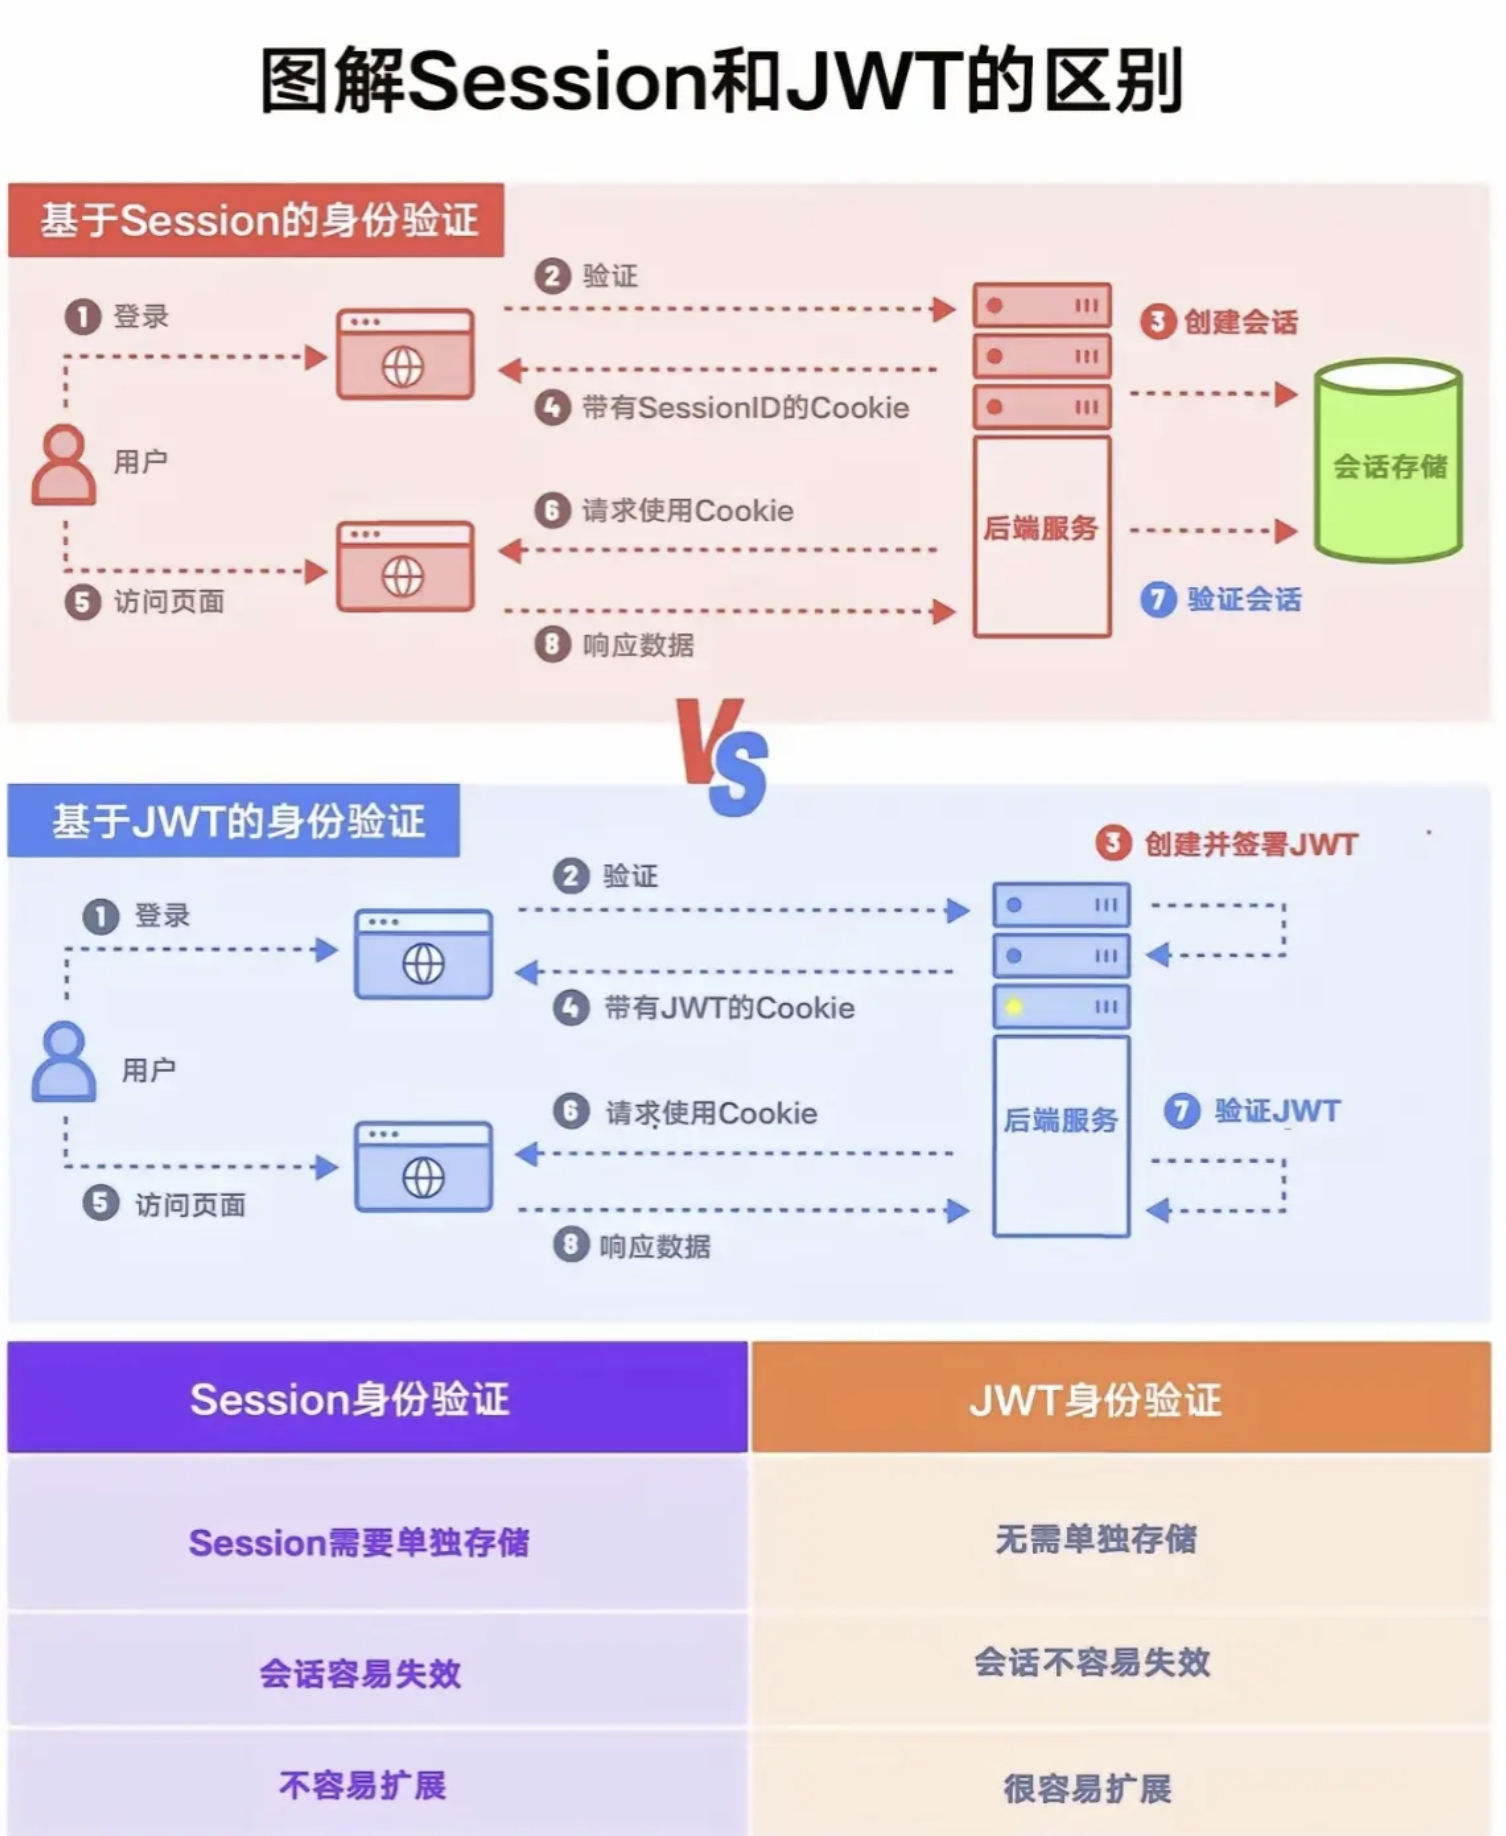 图解Session和JWT的区别
基于Session的身份验证
1 登录
2 验证
3 创建会话
4 带有SessionID的Cookie
用户
会话存储
6 请求使用Cookie
后端服务
5 访问页面
7 验证会话
8 响应数据
VS
基于JWT的身份验证
3 创建并签署JWT
2 验证
1 登录
4 带有JWT的Cookie
用户
6 请求使用Cookie
后端服务
7 验证JWT
5 访问页面
8 响应数据
Session身份验证
JWT身份验证
Session需要单独存储
无需单独存储
会话容易失效
会话不容易失效
不容易扩展
很容易扩展